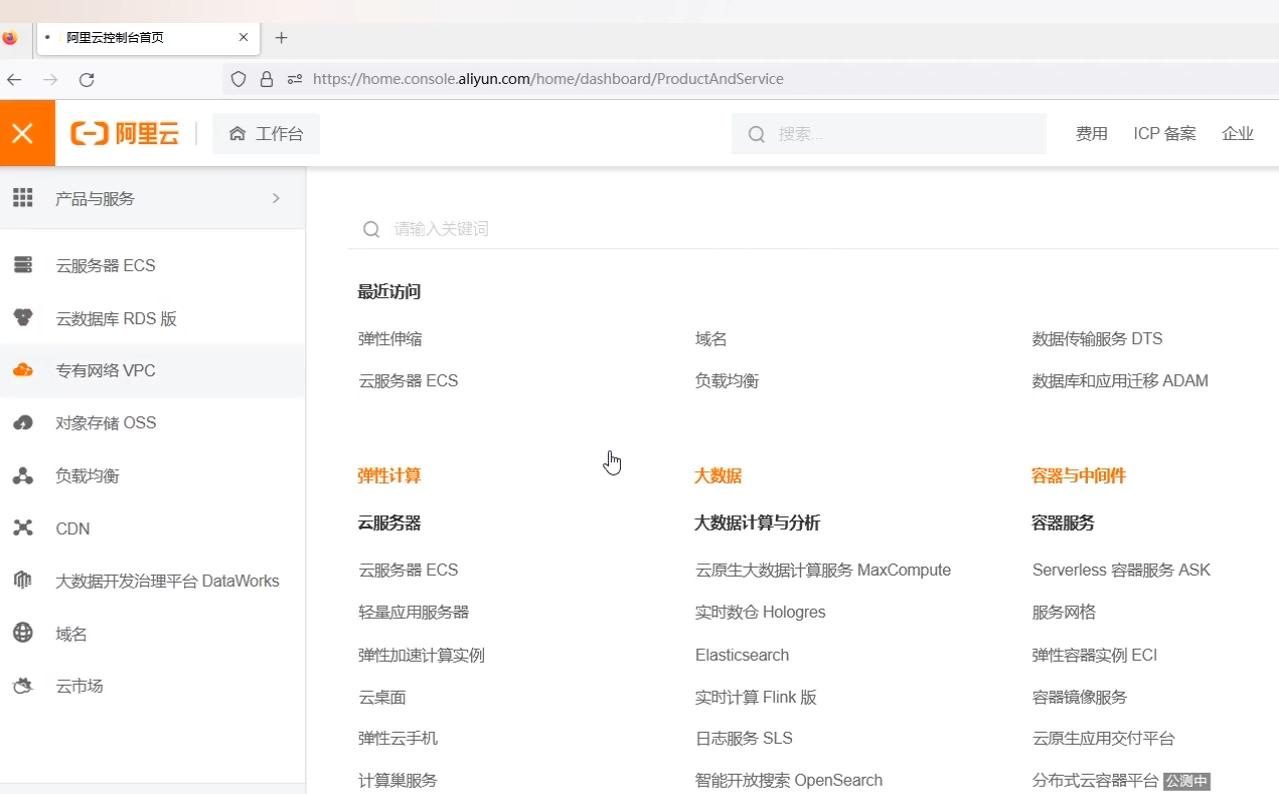 阿里云控制台首页
https://home.console.aliyun.com/home/dashboard/ProductAndService
阿里云 工作台 搜索... 费用 ICP 备案 企业
产品与服务
云服务器 ECS
云数据库 RDS 版
专有网络 VPC
对象存储 OSS
负载均衡
CDN
大数据开发治理平台 DataWorks
域名
云市场
请输入关键词
最近访问
弹性伸缩 域名 数据传输服务 DTS
云服务器 ECS 负载均衡 数据库和应用迁移 ADAM
弹性计算 大数据 容器与中间件
云服务器 大数据计算与分析 容器服务
云服务器 ECS 云原生大数据计算服务 MaxCompute Serverless 容器服务 ASK
轻量应用服务器 实时数仓 Hologres 服务网格
弹性加速计算实例 Elasticsearch 弹性容器实例 ECI
云桌面 实时计算 Flink 版 容器镜像服务
弹性云手机 日志服务 SLS 云原生应用交付平台
计算巢服务 智能开放搜索 OpenSearch 分布式云容器平台 公测中